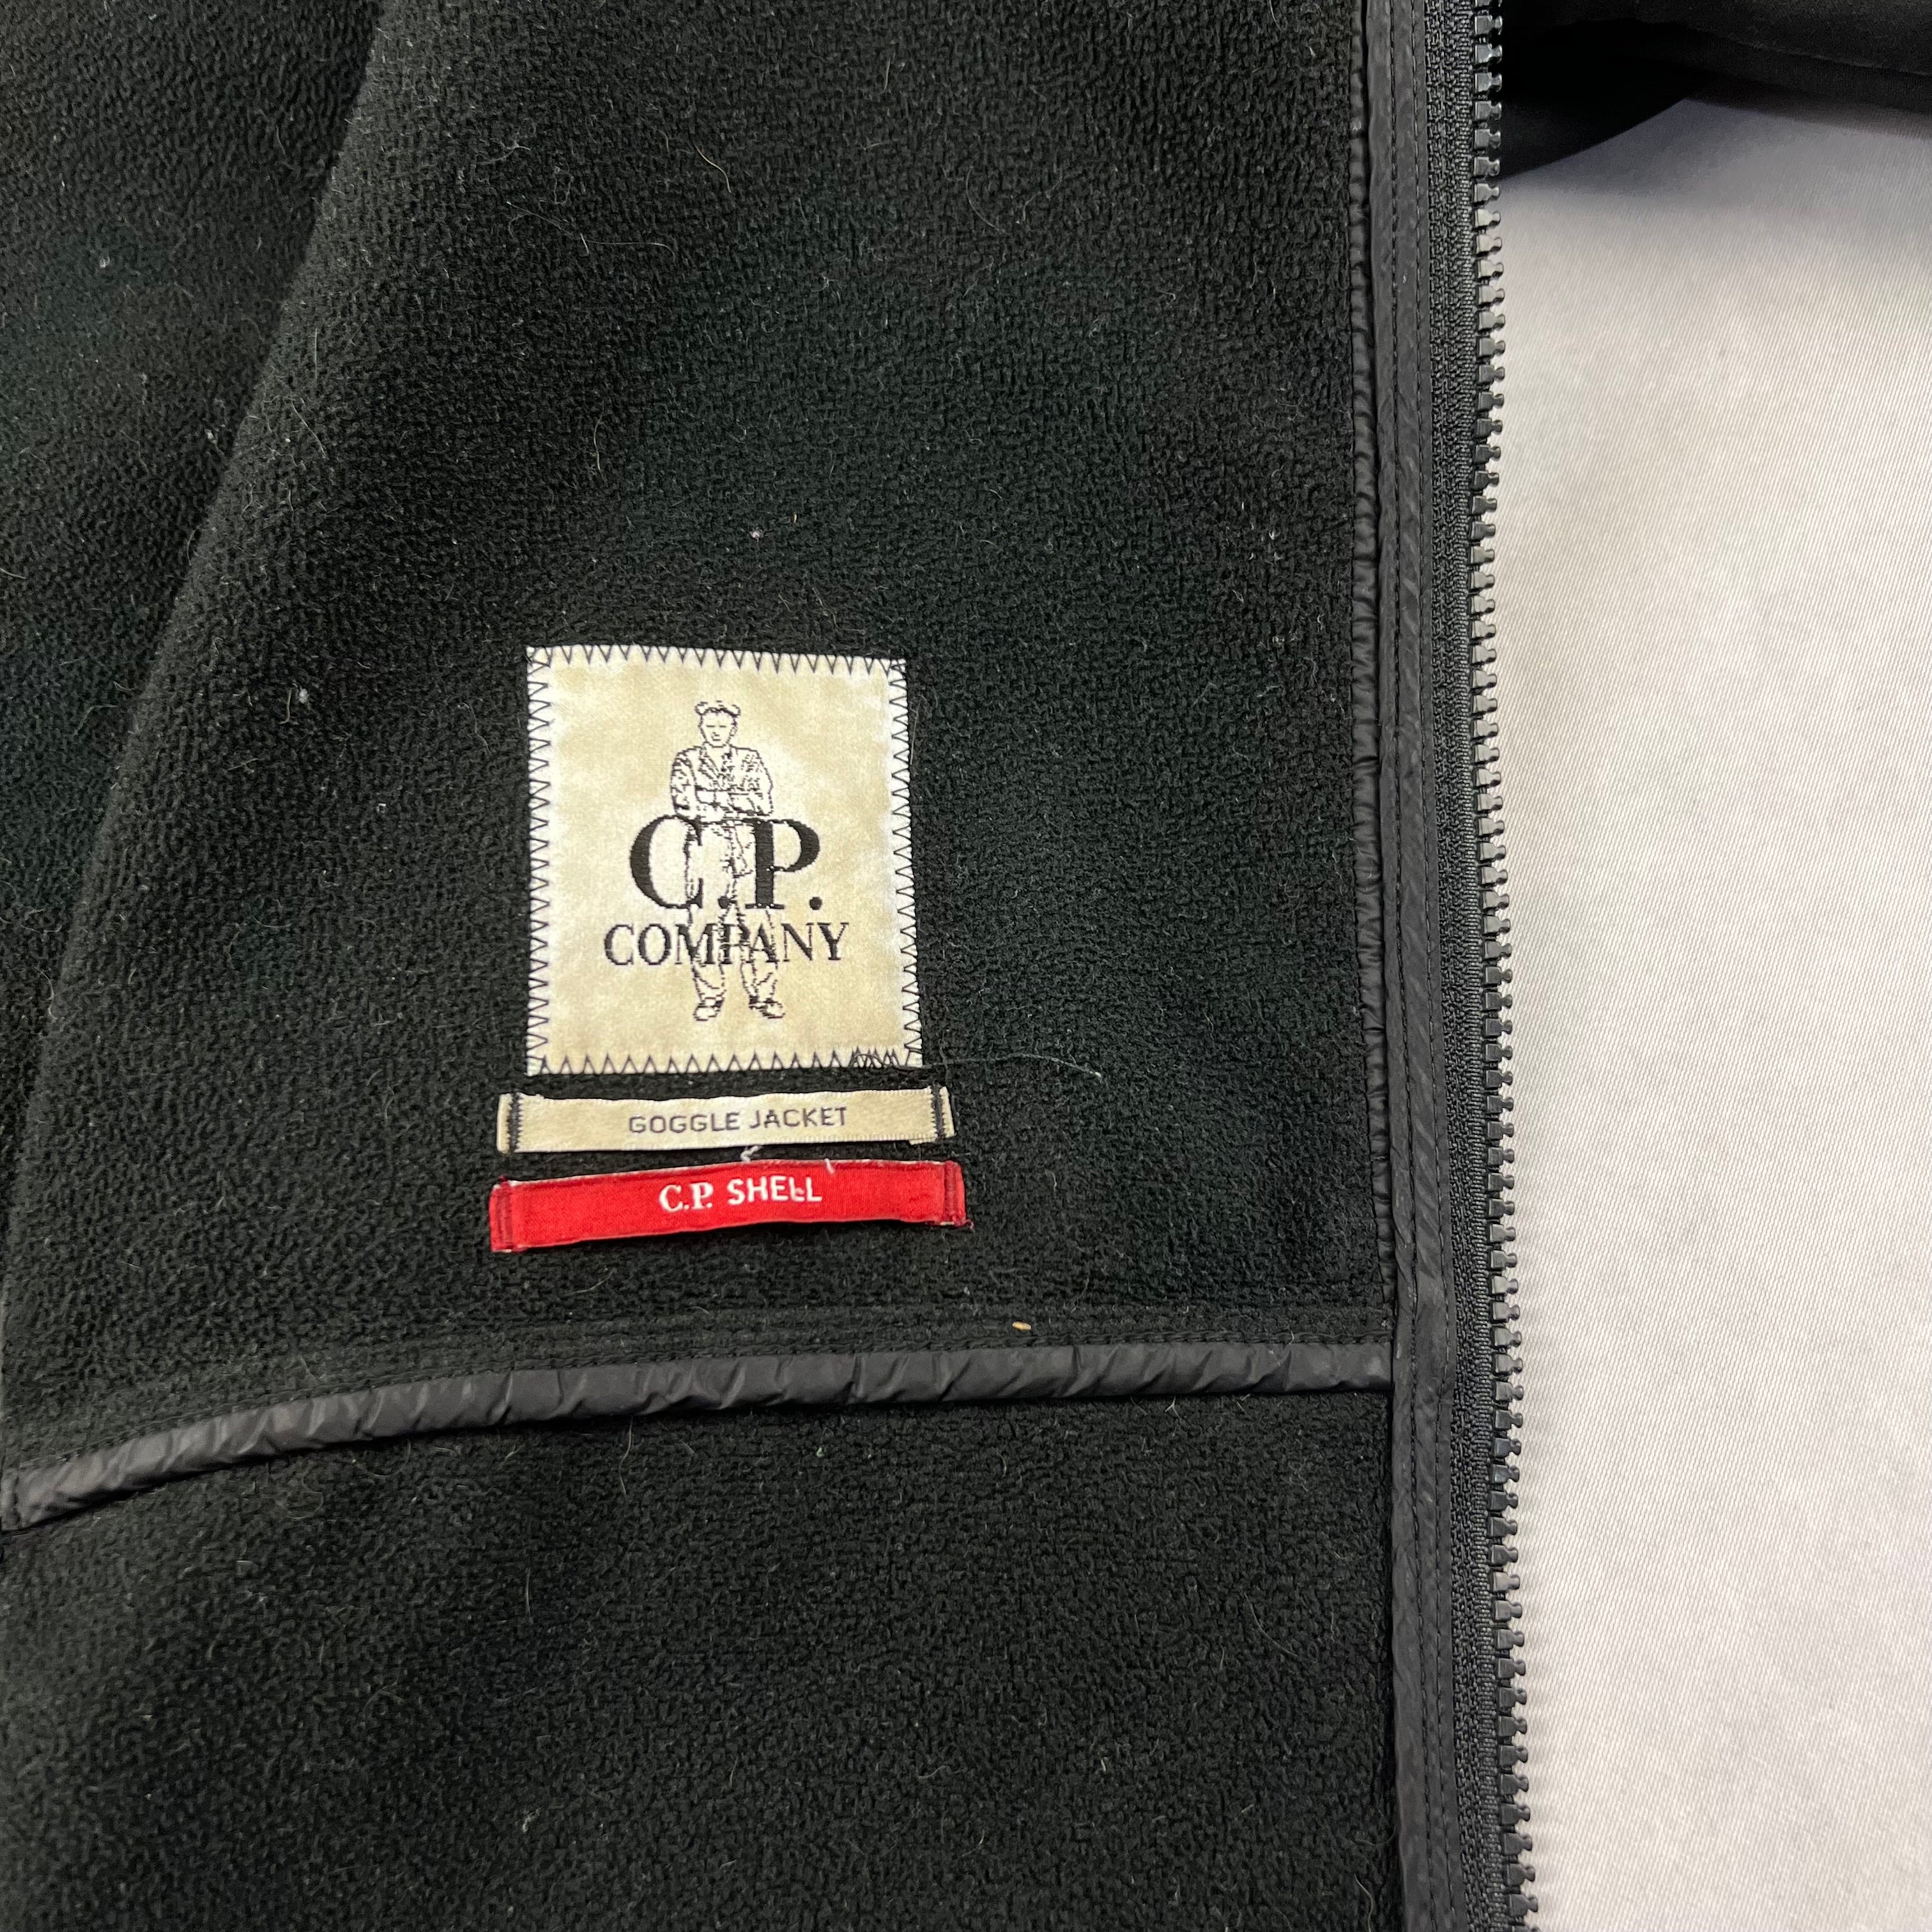 C.P.
COMPANY
GOGGLE JACKET
C.P. SHELL